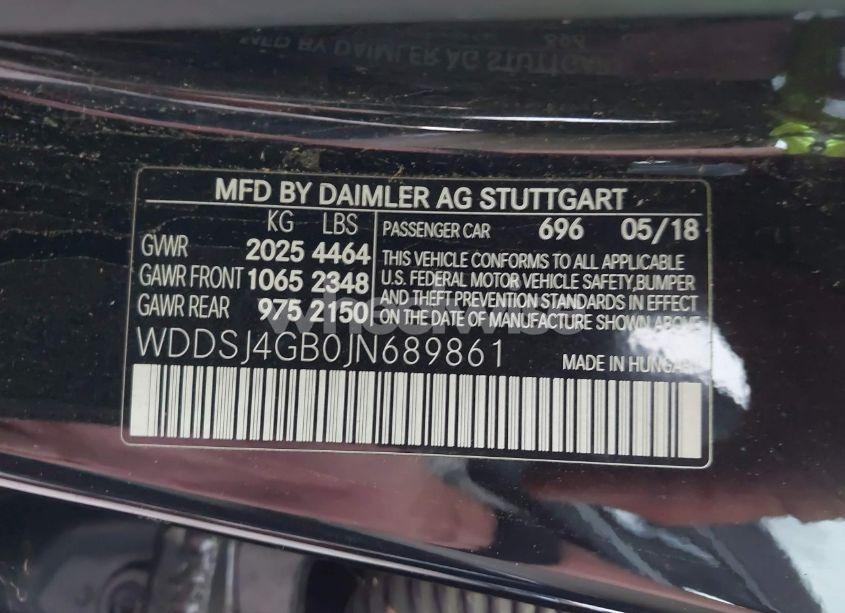 MFD BY DAIMLER AG STUTTGART
KG LBS
GVWR 2025 4464
GAWR FRONT 1065 2348
GAWR REAR 975 2150
PASSENGER CAR 696 05/18
THIS VEHICLE CONFORMS TO ALL APPLICABLE
U.S. FEDERAL MOTOR VEHICLE SAFETY,BUMPER
AND THEFT PREVENTION STANDARDS IN EFFECT
ON THE DATE OF MANUFACTURE SHOWN ABOVE
WDDSJ4GB0JN689861
MADE IN HUNGARY